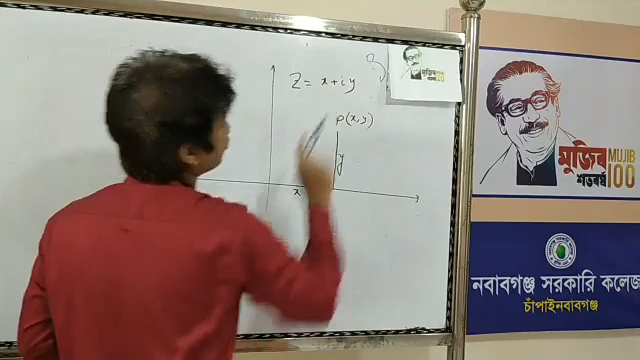 Z = x+iy
P(x,y)
y
x
মুজিব
শতবর্ষ
MUJIB
100
নবাবগঞ্জ সরকারি কলেজ
চাঁপাইনবাবগঞ্জ